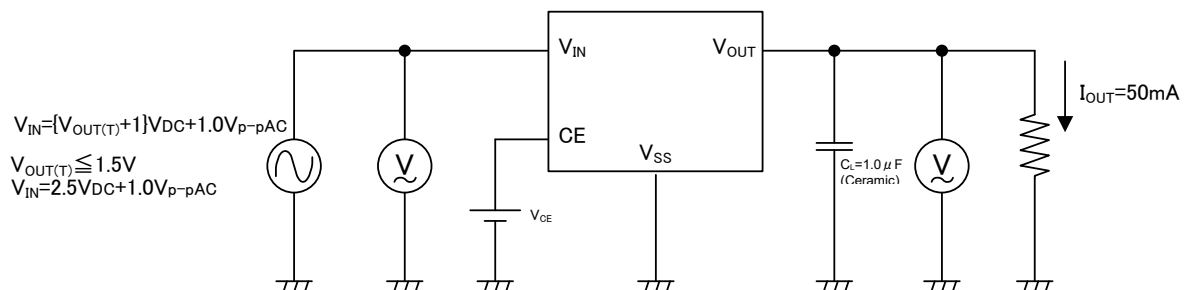 V_IN
V_OUT
I_OUT=50mA
V_IN={V_OUT(T)+1}V_DC+1.0V_p-pAC
CE
V_SS
V_OUT(T)≦1.5V
V_IN=2.5V_DC+1.0V_p-pAC
V
V
C_L=1.0μF
(Ceramic)
V_CE